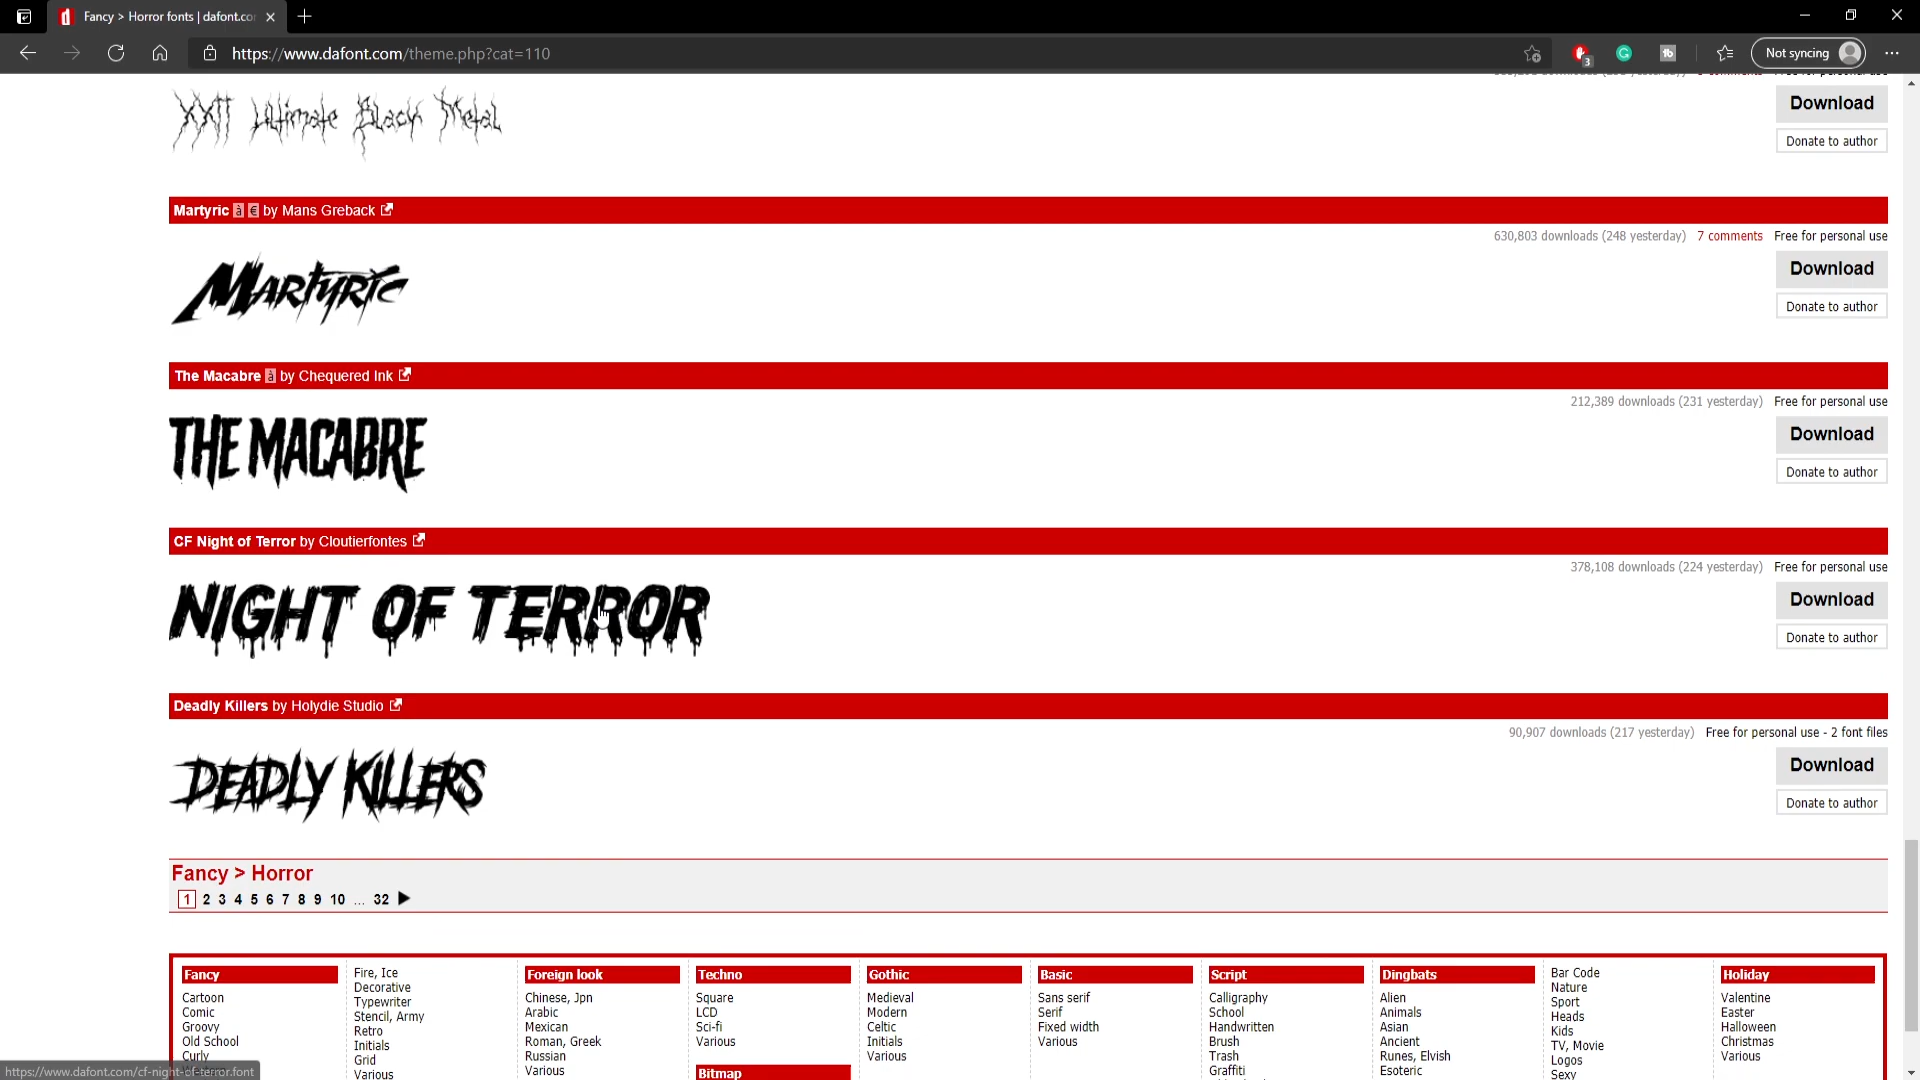 Fancy > Horror fonts | dafont.co
https://www.dafont.com/theme.php?cat=110
3
Not syncing
XXII Ultimate Black Metal
Download
Donate to author
Martyric à € by Mans Greback
630,803 downloads (248 yesterday) 7 comments Free for personal use
Martyric
Download
Donate to author
The Macabre à by Chequered Ink
212,389 downloads (231 yesterday) Free for personal use
THE MACABRE
Download
Donate to author
CF Night of Terror by Cloutierfontes
378,108 downloads (224 yesterday) Free for personal use
NIGHT OF TERROR
Download
Donate to author
Deadly Killers by Holydie Studio
90,907 downloads (217 yesterday) Free for personal use - 2 font files
DEADLY KILLERS
Download
Donate to author
Fancy > Horror
1 2 3 4 5 6 7 8 9 10 ... 32
Fancy
Cartoon
Comic
Groovy
Old School
Curly
Fire, Ice
Decorative
Typewriter
Stencil, Army
Retro
Initials
Grid
Various
Foreign look
Chinese, Jpn
Arabic
Mexican
Roman, Greek
Russian
Various
Techno
Square
LCD
Sci-fi
Various
Bitmap
Gothic
Medieval
Modern
Celtic
Initials
Various
Basic
Sans serif
Serif
Fixed width
Various
Script
Calligraphy
School
Handwritten
Brush
Trash
Graffiti
Dingbats
Alien
Animals
Asian
Ancient
Runes, Elvish
Esoteric
Bar Code
Nature
Sport
Heads
Kids
TV, Movie
Logos
Sexy
Holiday
Valentine
Easter
Halloween
Christmas
Various
https://www.dafont.com/cf-night-of-terror.font